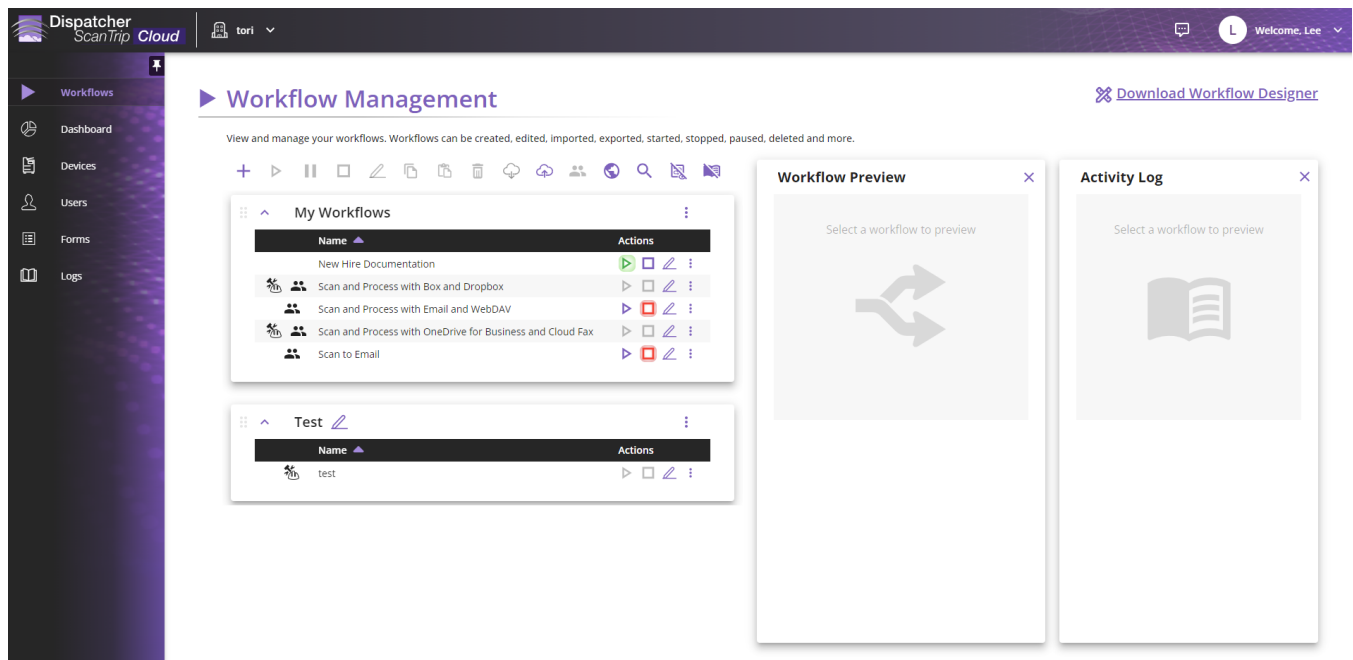 Dispatcher
ScanTrip Cloud
tori
L
Welcome, Lee
Workflows
Dashboard
Devices
Users
Forms
Logs
Workflow Management
Download Workflow Designer
View and manage your workflows. Workflows can be created, edited, imported, exported, started, stopped, paused, deleted and more.
My Workflows
Name Actions
New Hire Documentation
Scan and Process with Box and Dropbox
Scan and Process with Email and WebDAV
Scan and Process with OneDrive for Business and Cloud Fax
Scan to Email
Test
Name Actions
test
Workflow Preview
Select a workflow to preview
Activity Log
Select a workflow to preview